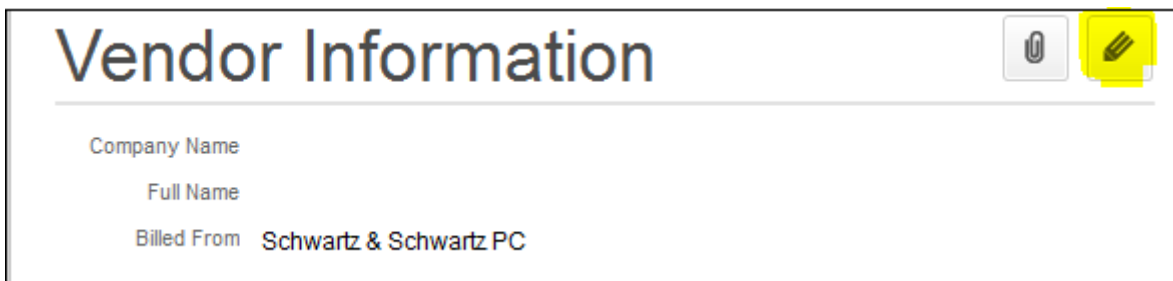 Vendor Information
Company Name
Full Name
Billed From Schwartz & Schwartz PC